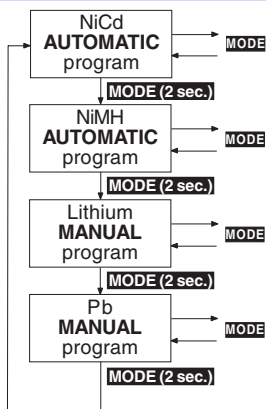 NiCd
AUTOMATIC
program
MODE
MODE (2 sec.)
NiMH
AUTOMATIC
program
MODE
MODE (2 sec.)
Lithium
MANUAL
program
MODE
MODE (2 sec.)
Pb
MANUAL
program
MODE
MODE (2 sec.)